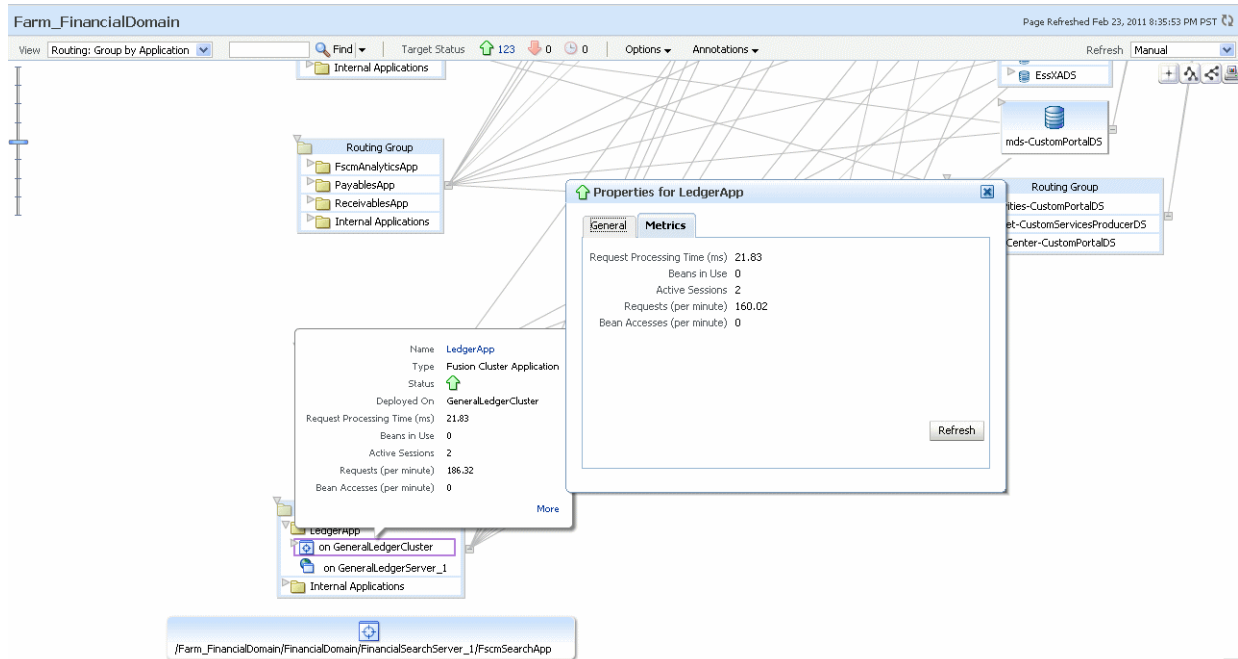 Farm_FinancialDomain
Page Refreshed Feb 23, 2011 8:35:53 PM PST
View Routing: Group by Application Find Target Status 123 0 0 Options Annotations Refresh Manual
Internal Applications
EssXADS
mds-CustomPortalDS
Routing Group
FscmAnalyticsApp
PayablesApp
ReceivablesApp
Internal Applications
Routing Group
ties-CustomPortalDS
et-CustomServicesProducerDS
Center-CustomPortalDS
Properties for LedgerApp
General Metrics
Request Processing Time (ms) 21.83
Beans in Use 0
Active Sessions 2
Requests (per minute) 160.02
Bean Accesses (per minute) 0
Refresh
Name LedgerApp
Type Fusion Cluster Application
Status
Deployed On GeneralLedgerCluster
Request Processing Time (ms) 21.83
Beans in Use 0
Active Sessions 2
Requests (per minute) 186.32
Bean Accesses (per minute) 0
More
LedgerApp
on GeneralLedgerCluster
on GeneralLedgerServer_1
Internal Applications
/Farm_FinancialDomain/FinancialDomain/FinancialSearchServer_1/FscmSearchApp